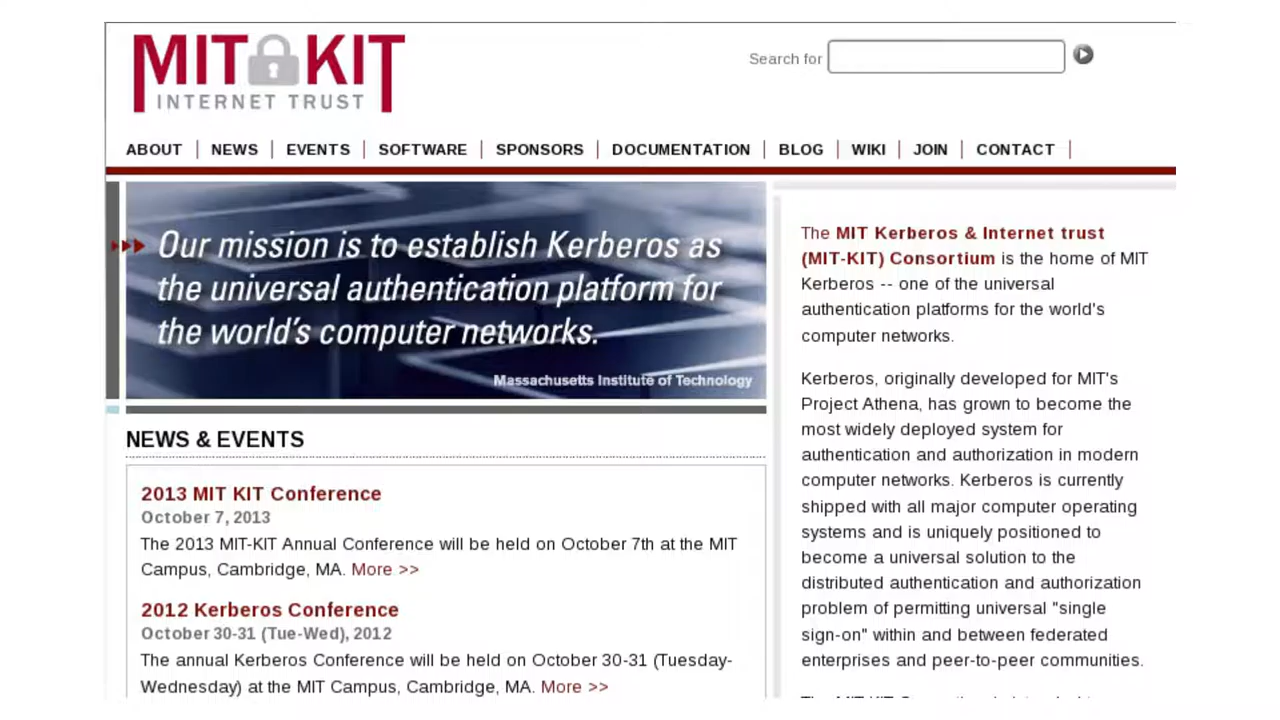 MIT KIT
INTERNET TRUST
Search for
ABOUT NEWS EVENTS SOFTWARE SPONSORS DOCUMENTATION BLOG WIKI JOIN CONTACT
Our mission is to establish Kerberos as
the universal authentication platform for
the world's computer networks.
Massachusetts Institute of Technology
NEWS & EVENTS
2013 MIT KIT Conference
October 7, 2013
The 2013 MIT-KIT Annual Conference will be held on October 7th at the MIT
Campus, Cambridge, MA. More >>
2012 Kerberos Conference
October 30-31 (Tue-Wed), 2012
The annual Kerberos Conference will be held on October 30-31 (Tuesday-
Wednesday) at the MIT Campus, Cambridge, MA. More >>
The MIT Kerberos & Internet trust
(MIT-KIT) Consortium is the home of MIT
Kerberos -- one of the universal
authentication platforms for the world's
computer networks.
Kerberos, originally developed for MIT's
Project Athena, has grown to become the
most widely deployed system for
authentication and authorization in modern
computer networks. Kerberos is currently
shipped with all major computer operating
systems and is uniquely positioned to
become a universal solution to the
distributed authentication and authorization
problem of permitting universal "single
sign-on" within and between federated
enterprises and peer-to-peer communities.